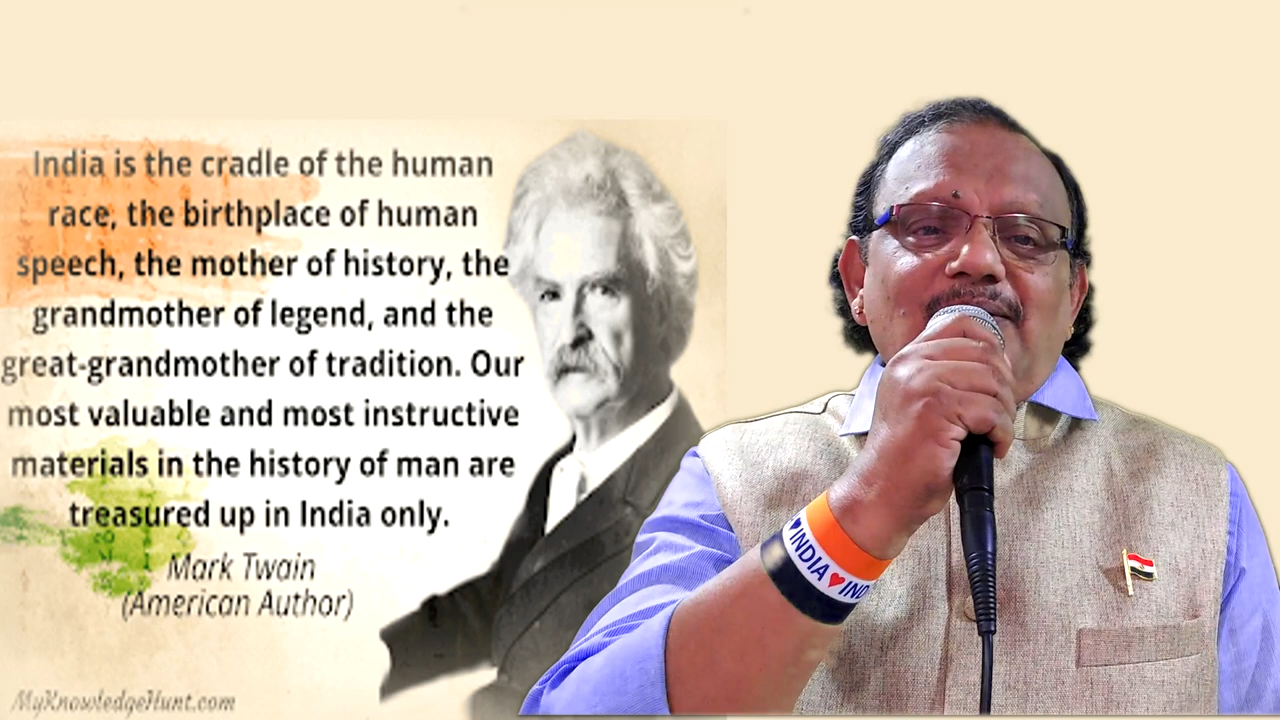 India is the cradle of the human
race, the birthplace of human
speech, the mother of history, the
grandmother of legend, and the
great-grandmother of tradition. Our
most valuable and most instructive
materials in the history of man are
treasured up in India only.
Mark Twain
(American Author)
MyKnowledgeHunt.com
INDIA ♥ IND